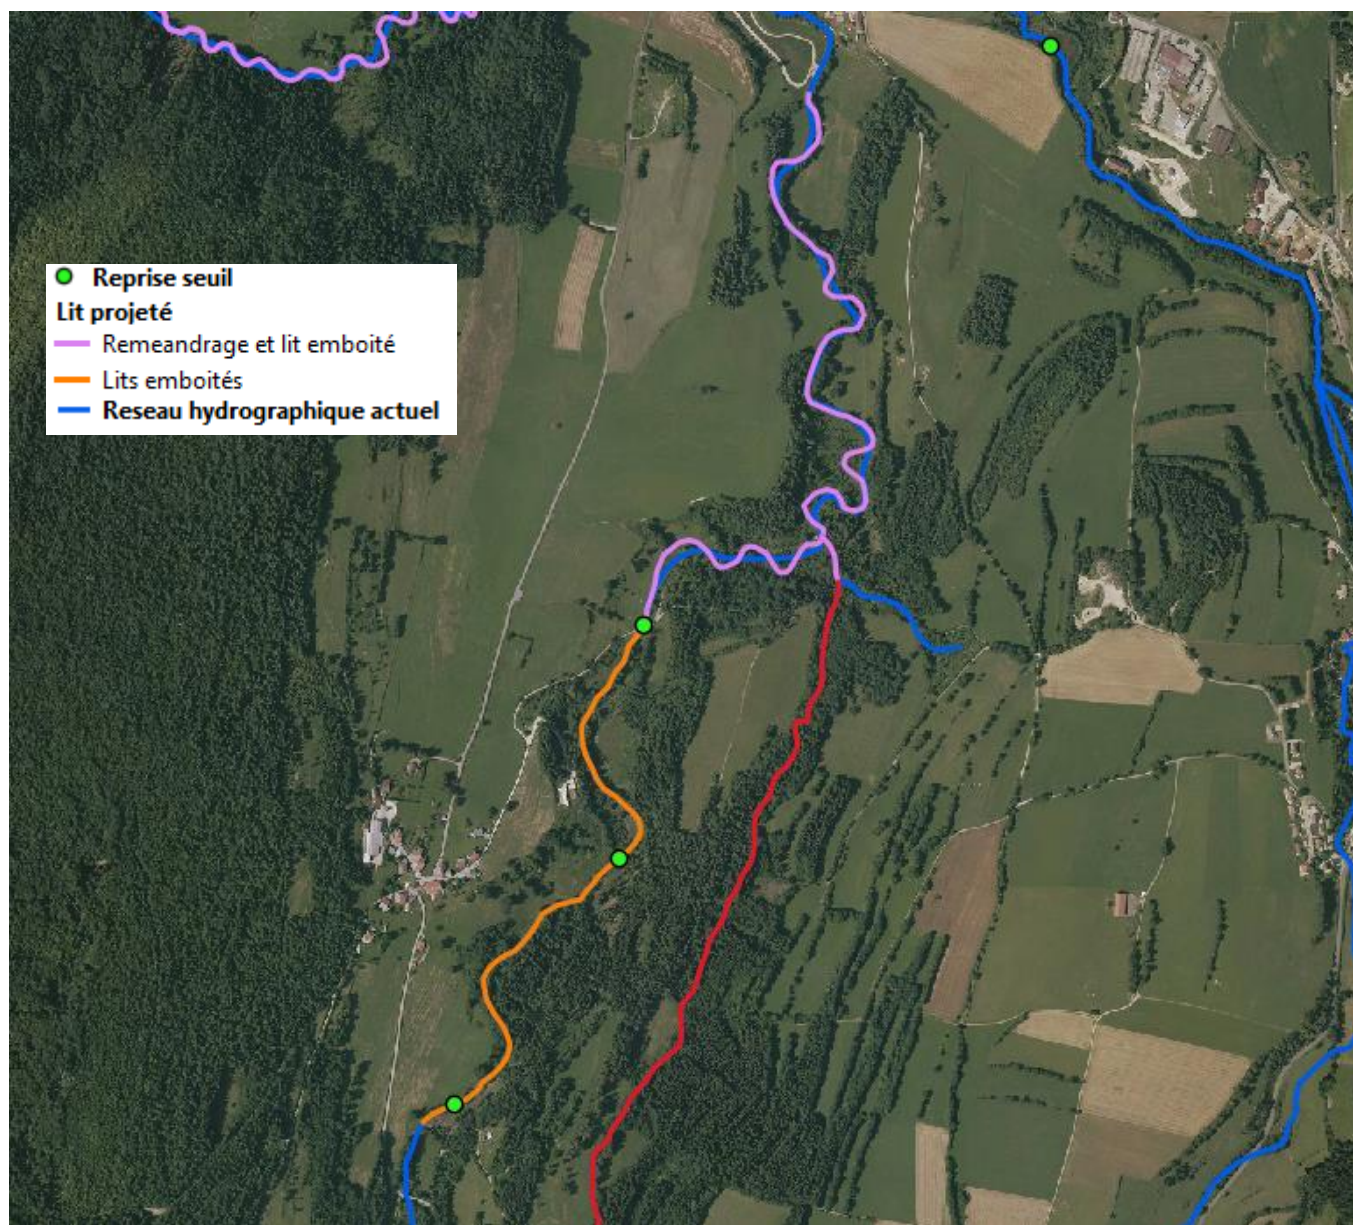 Reprise seuil
Lit projeté
Remeandrage et lit emboité
Lits emboités
Reseau hydrographique actuel